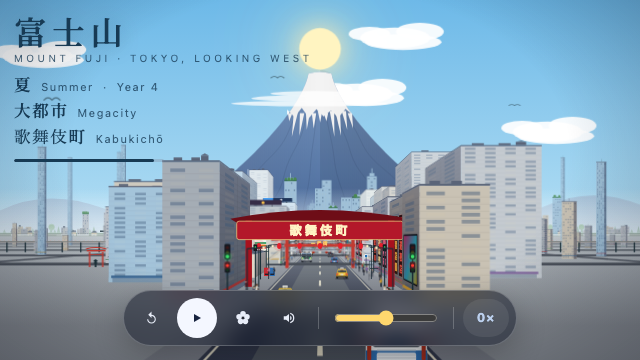 富士山
MOUNT FUJI · TOKYO, LOOKING WEST
夏 Summer · Year 4
大都市 Megacity
歌舞伎町 Kabukichō
歌舞伎町
0×